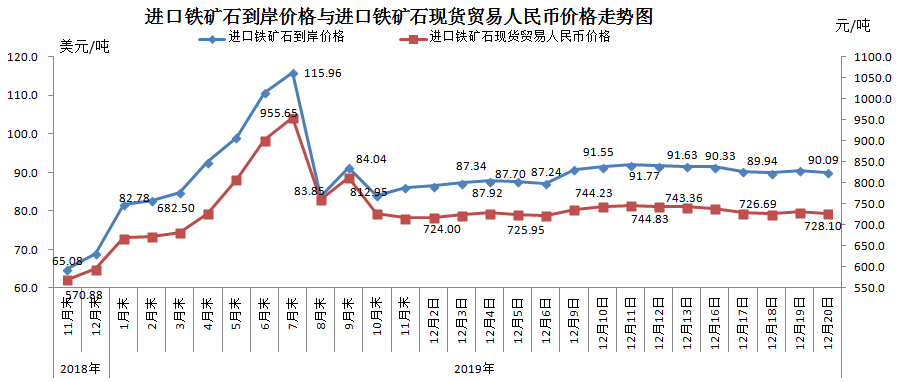 进口铁矿石到岸价格与进口铁矿石现货贸易人民币价格走势图
美元/吨
元/吨
进口铁矿石到岸价格
进口铁矿石现货贸易人民币价格
120.0
110.0
100.0
90.0
80.0
70.0
60.0
1100.0
1050.0
1000.0
950.0
900.0
850.0
800.0
750.0
700.0
650.0
600.0
550.0
65.08
82.78
115.96
83.85
84.04
87.34
87.92
87.70
87.24
91.55
91.77
91.63
90.33
89.94
90.09
570.88
682.50
955.65
812.95
724.00
725.95
744.23
744.83
743.36
726.69
728.10
11月末
12月末
1月末
2月末
3月末
4月末
5月末
6月末
7月末
8月末
9月末
10月末
11月末
12月2日
12月3日
12月4日
12月5日
12月6日
12月9日
12月10日
12月11日
12月12日
12月13日
12月16日
12月17日
12月18日
12月19日
12月20日
2018年
2019年